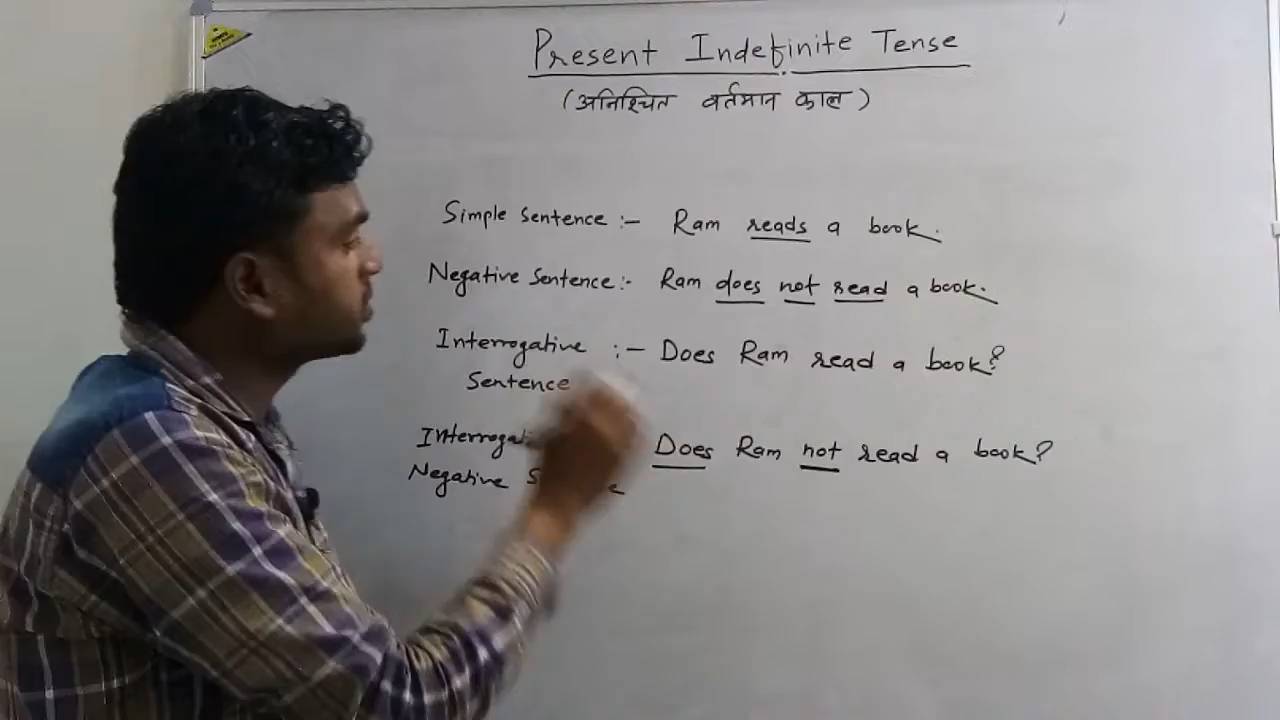 Present Indefinite Tense
(अनिश्चित वर्तमान काल)
Simple Sentence :- Ram reads a book.
Negative Sentence:- Ram does not read a book.
Interrogative :- Does Ram read a book?
Sentence
Does Ram not read a book?
Negative